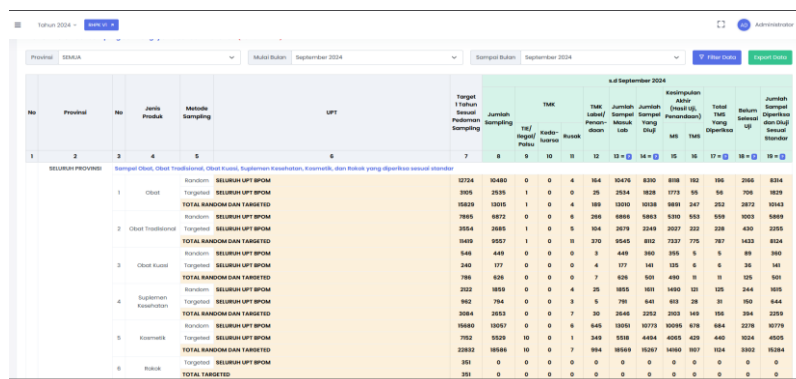 Tahun 2024
Administrator
Provinsi SEMUA Mulai Bulan September 2024 Sampai Bulan September 2024 Filter Data Export Data
s.d September 2024
No Provinsi No Jenis Produk Metode Sampling UPT Target 1 Tahun Sesuai Pedoman Sampling Jumlah Sampling TMK TIE/ Ilegal/ Palsu Kada- luarsa Rusak TMK Label/ Penan- daan Jumlah Sampel Masuk Lab Jumlah Sampel Yang Diuji Kesimpulan Akhir (Hasil Uji, Penandaan) MS TMS Total TMS Yang Diperiksa Belum Selesai Uji Jumlah Sampel Diperiksa dan Diuji Sesuai Standar
1 2 3 4 5 6 7 8 9 10 11 12 13 = 14 = 15 16 17 = 18 = 19 =
SELURUH PROVINSI Sampel Obat, Obat Tradisional, Obat Kuasi, Suplemen Kesehatan, Kosmetik, dan Rokok yang diperiksa sesuai standar
1 Obat Random SELURUH UPT BPOM 12724 10480 0 0 4 164 10476 8310 8118 192 196 2166 8314
Targeted SELURUH UPT BPOM 3105 2535 1 0 0 25 2534 1828 1773 55 56 706 1829
TOTAL RANDOM DAN TARGETED 15829 13015 1 0 4 189 13010 10138 9891 247 252 2872 10143
2 Obat Tradisional Random SELURUH UPT BPOM 7865 6872 0 0 6 266 6866 5863 5310 553 559 1003 5869
Targeted SELURUH UPT BPOM 3554 2685 1 0 5 104 2679 2249 2027 222 228 430 2255
TOTAL RANDOM DAN TARGETED 11419 9557 1 0 11 370 9545 8112 7337 775 787 1433 8124
3 Obat Kuasi Random SELURUH UPT BPOM 546 449 0 0 0 3 449 360 355 5 5 89 360
Targeted SELURUH UPT BPOM 240 177 0 0 0 4 177 141 135 6 6 36 141
TOTAL RANDOM DAN TARGETED 786 626 0 0 0 7 626 501 490 11 11 125 501
4 Suplemen Kesehatan Random SELURUH UPT BPOM 2122 1859 0 0 4 25 1855 1611 1490 121 125 244 1615
Targeted SELURUH UPT BPOM 962 794 0 0 3 5 791 641 613 28 31 150 644
TOTAL RANDOM DAN TARGETED 3084 2653 0 0 7 30 2646 2252 2103 149 156 394 2259
5 Kosmetik Random SELURUH UPT BPOM 15680 13057 0 0 6 645 13051 10773 10095 678 684 2278 10779
Targeted SELURUH UPT BPOM 7152 5529 10 0 1 349 5518 4494 4065 429 440 1024 4505
TOTAL RANDOM DAN TARGETED 22832 18586 10 0 7 994 18569 15267 14160 1107 1124 3302 15284
6 Rokok Targeted SELURUH UPT BPOM 351 0 0 0 0 0 0 0 0 0 0 0 0
TOTAL TARGETED 351 0 0 0 0 0 0 0 0 0 0 0 0